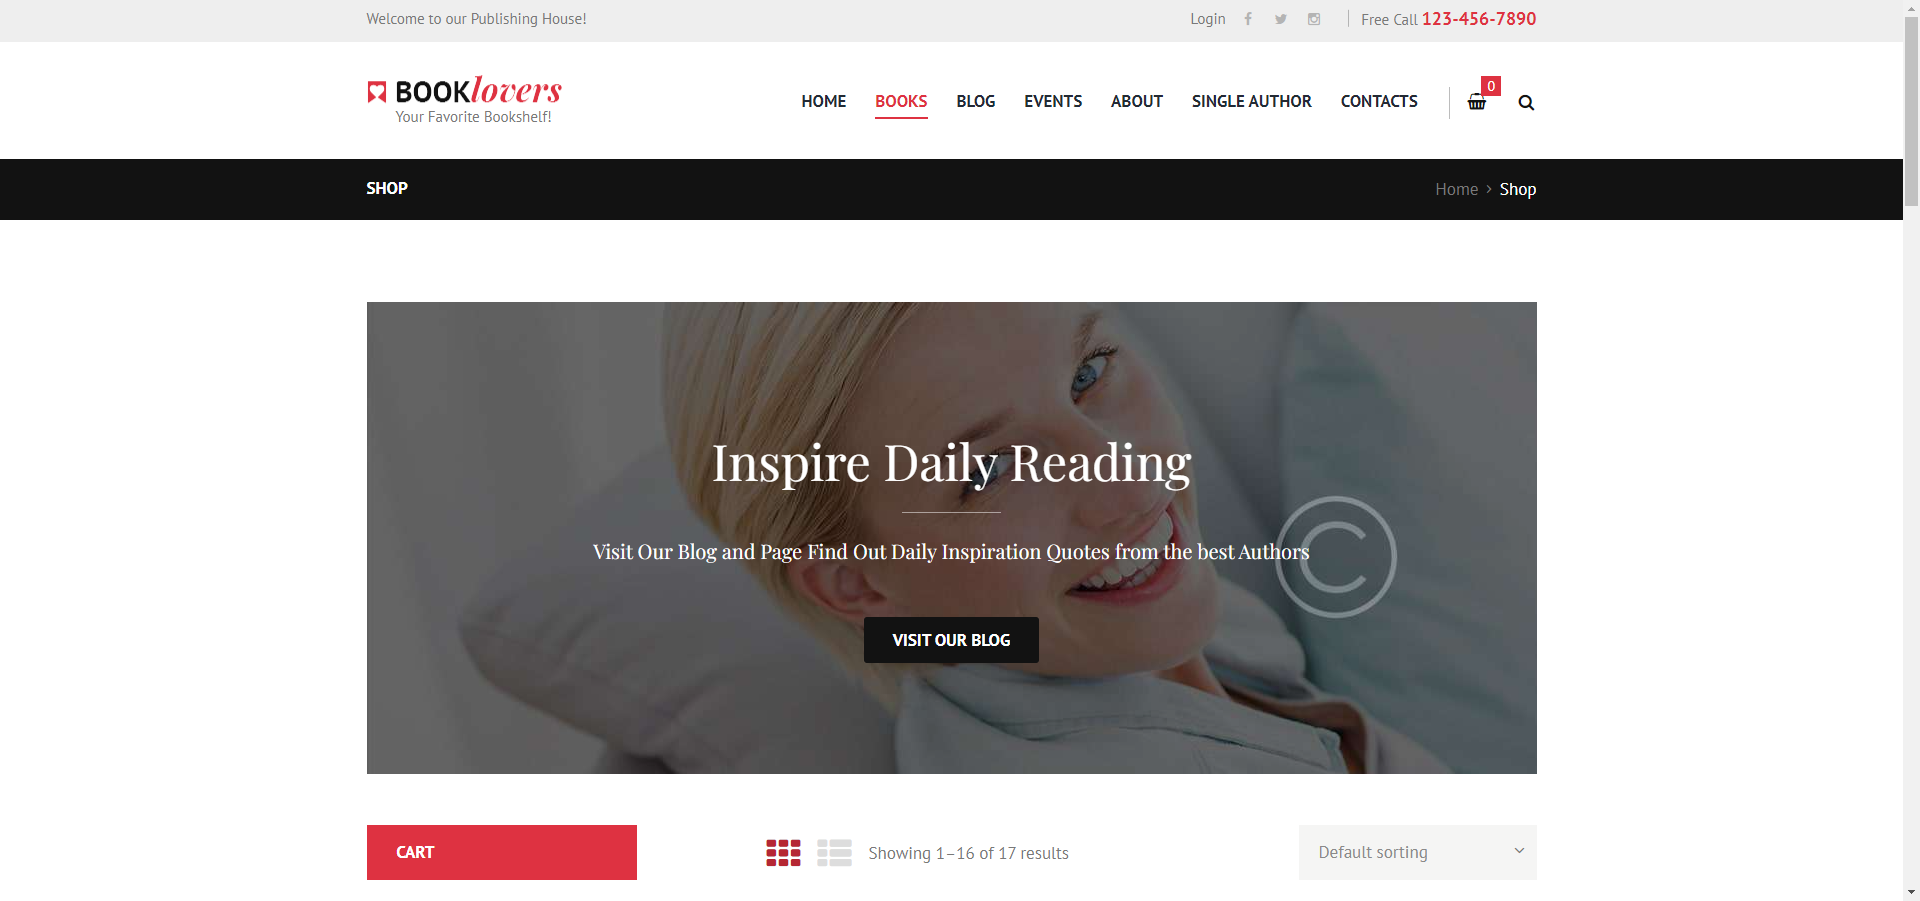 Welcome to our Publishing House!
Login
Free Call 123-456-7890
BOOKlovers
Your Favorite Bookshelf!
HOME BOOKS BLOG EVENTS ABOUT SINGLE AUTHOR CONTACTS
0
SHOP
Home > Shop
Inspire Daily Reading
Visit Our Blog and Page Find Out Daily Inspiration Quotes from the best Authors
©
VISIT OUR BLOG
CART
Showing 1–16 of 17 results
Default sorting